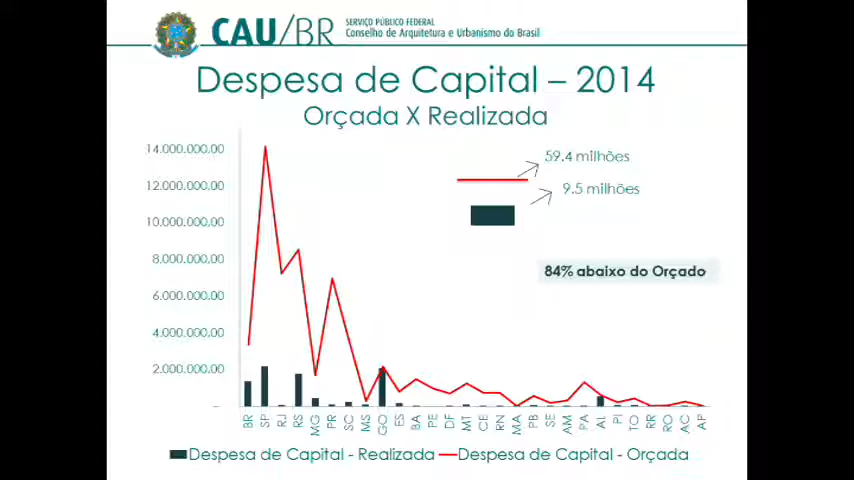 CAU/BR
SERVIÇO PÚBLICO FEDERAL
Conselho de Arquitetura e Urbanismo do Brasil
Despesa de Capital – 2014
Orçada X Realizada
14.000.000,00
12.000.000,00
10.000.000,00
8.000.000,00
6.000.000,00
4.000.000,00
2.000.000,00
-
59.4 milhões
9.5 milhões
84% abaixo do Orçado
BR SP RJ RS MG PR SC MS GO ES BA PE DF MT CE RN MA PB SE AM PA AL PI TO RR RO AC AP
Despesa de Capital - Realizada Despesa de Capital - Orçada